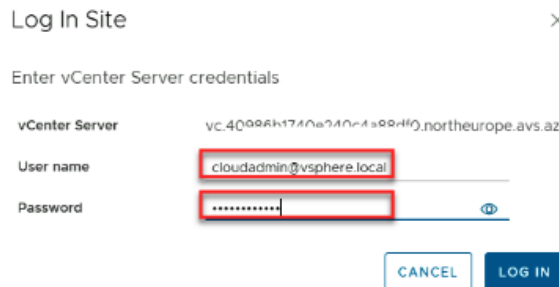 Log In Site
Enter vCenter Server credentials
vCenter Server
User name cloudadmin@vsphere.local
Password ••••••••••••
CANCEL LOG IN